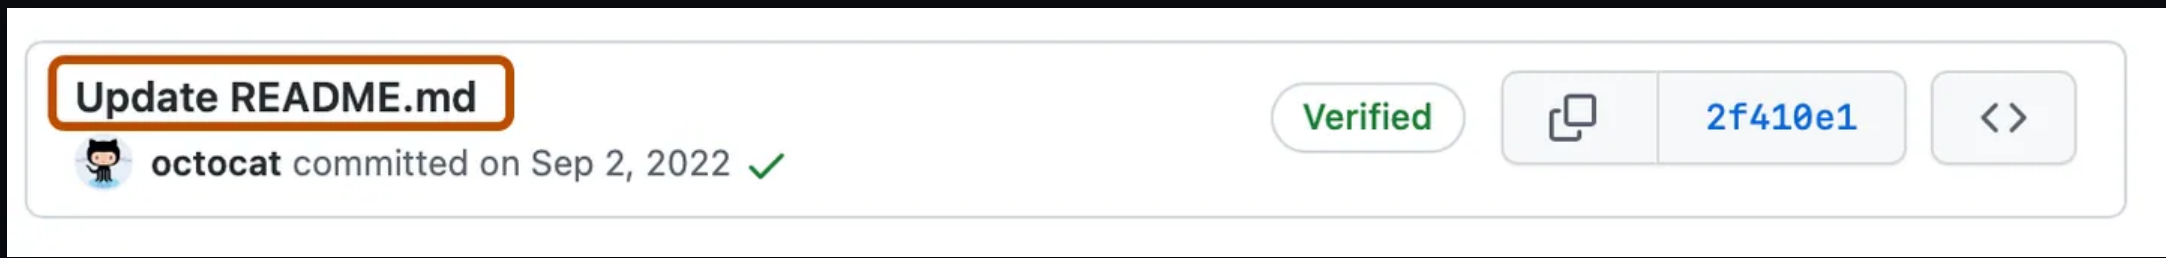 Update README.md
octocat committed on Sep 2, 2022
Verified
2f410e1